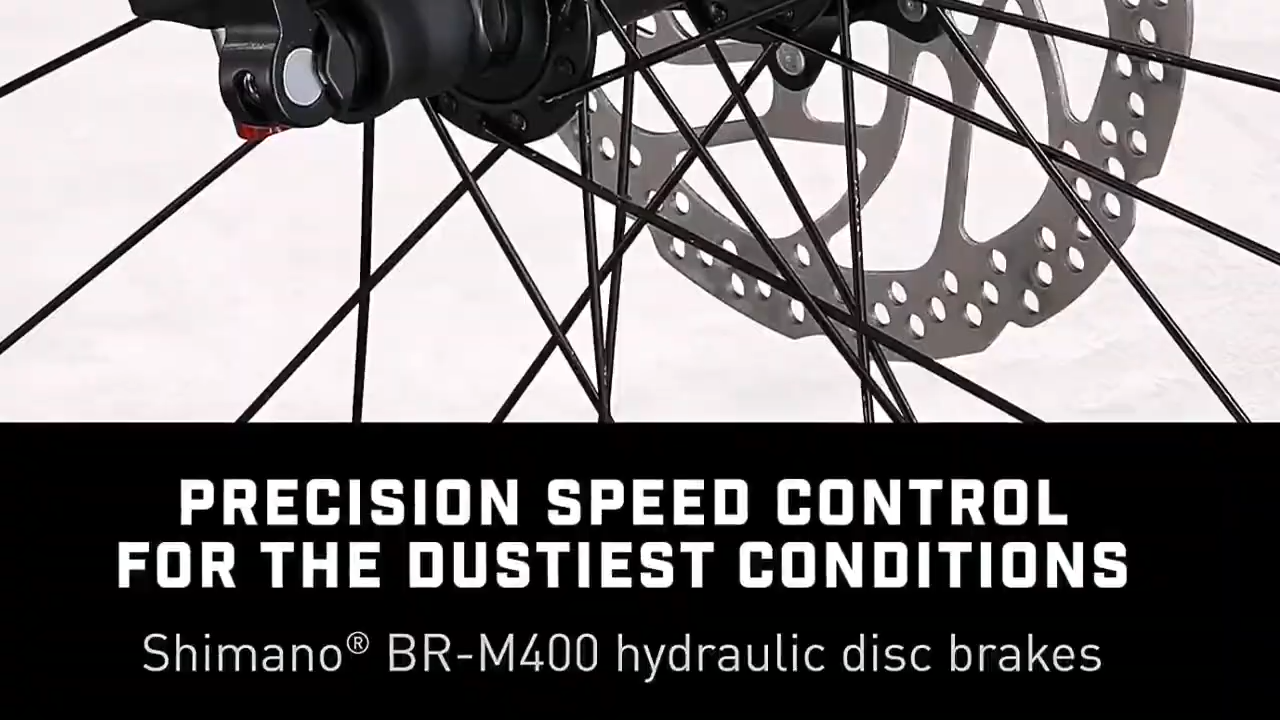 PRECISION SPEED CONTROL
FOR THE DUSTIEST CONDITIONS
Shimano® BR-M400 hydraulic disc brakes